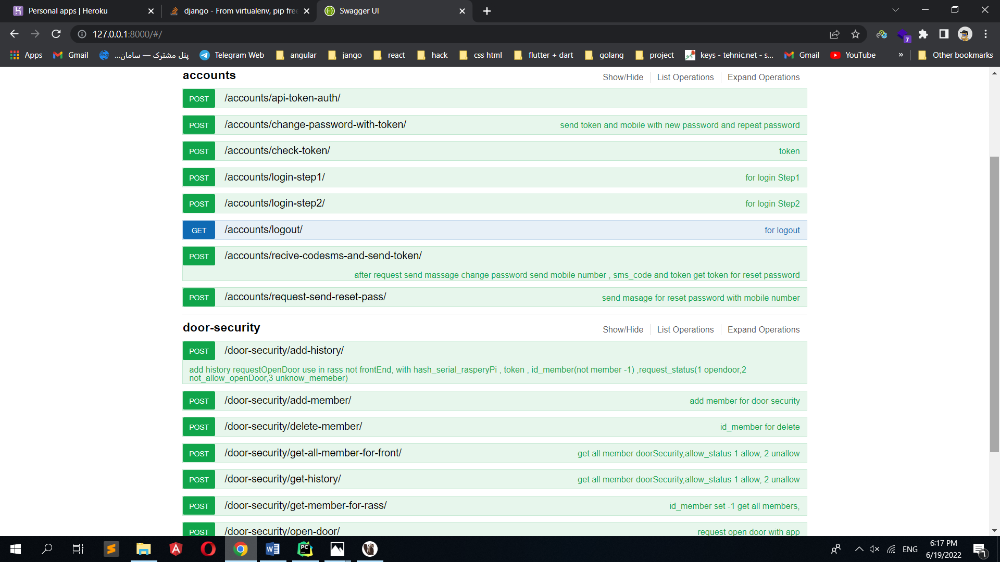 Personal apps | Heroku
django - From virtualenv, pip free
Swagger UI
127.0.0.1:8000/#/
7
Apps
Gmail
پنل مشترک — سامان...
Telegram Web
angular
jango
react
hack
css html
flutter + dart
golang
project
keys - tehnic.net - s...
Gmail
YouTube
»
Other bookmarks
accounts
Show/Hide
List Operations
Expand Operations
POST /accounts/api-token-auth/
POST /accounts/change-password-with-token/ send token and mobile with new password and repeat password
POST /accounts/check-token/ token
POST /accounts/login-step1/ for login Step1
POST /accounts/login-step2/ for login Step2
GET /accounts/logout/ for logout
POST /accounts/recive-codesms-and-send-token/
after request send massage change password send mobile number , sms_code and token get token for reset password
POST /accounts/request-send-reset-pass/ send masage for reset password with mobile number
door-security
Show/Hide
List Operations
Expand Operations
POST /door-security/add-history/
add history requestOpenDoor use in rass not frontEnd, with hash_serial_rasperyPi , token , id_member(not member -1) ,request_status(1 opendoor,2
not_allow_openDoor,3 unknow_memeber)
POST /door-security/add-member/ add member for door security
POST /door-security/delete-member/ id_member for delete
POST /door-security/get-all-member-for-front/ get all member doorSecurity,allow_status 1 allow, 2 unallow
POST /door-security/get-history/ get all member doorSecurity,allow_status 1 allow, 2 unallow
POST /door-security/get-member-for-rass/ id_member set -1 get all members,
POST /door-security/open-door/ request open door with app
ENG
6:17 PM
6/19/2022